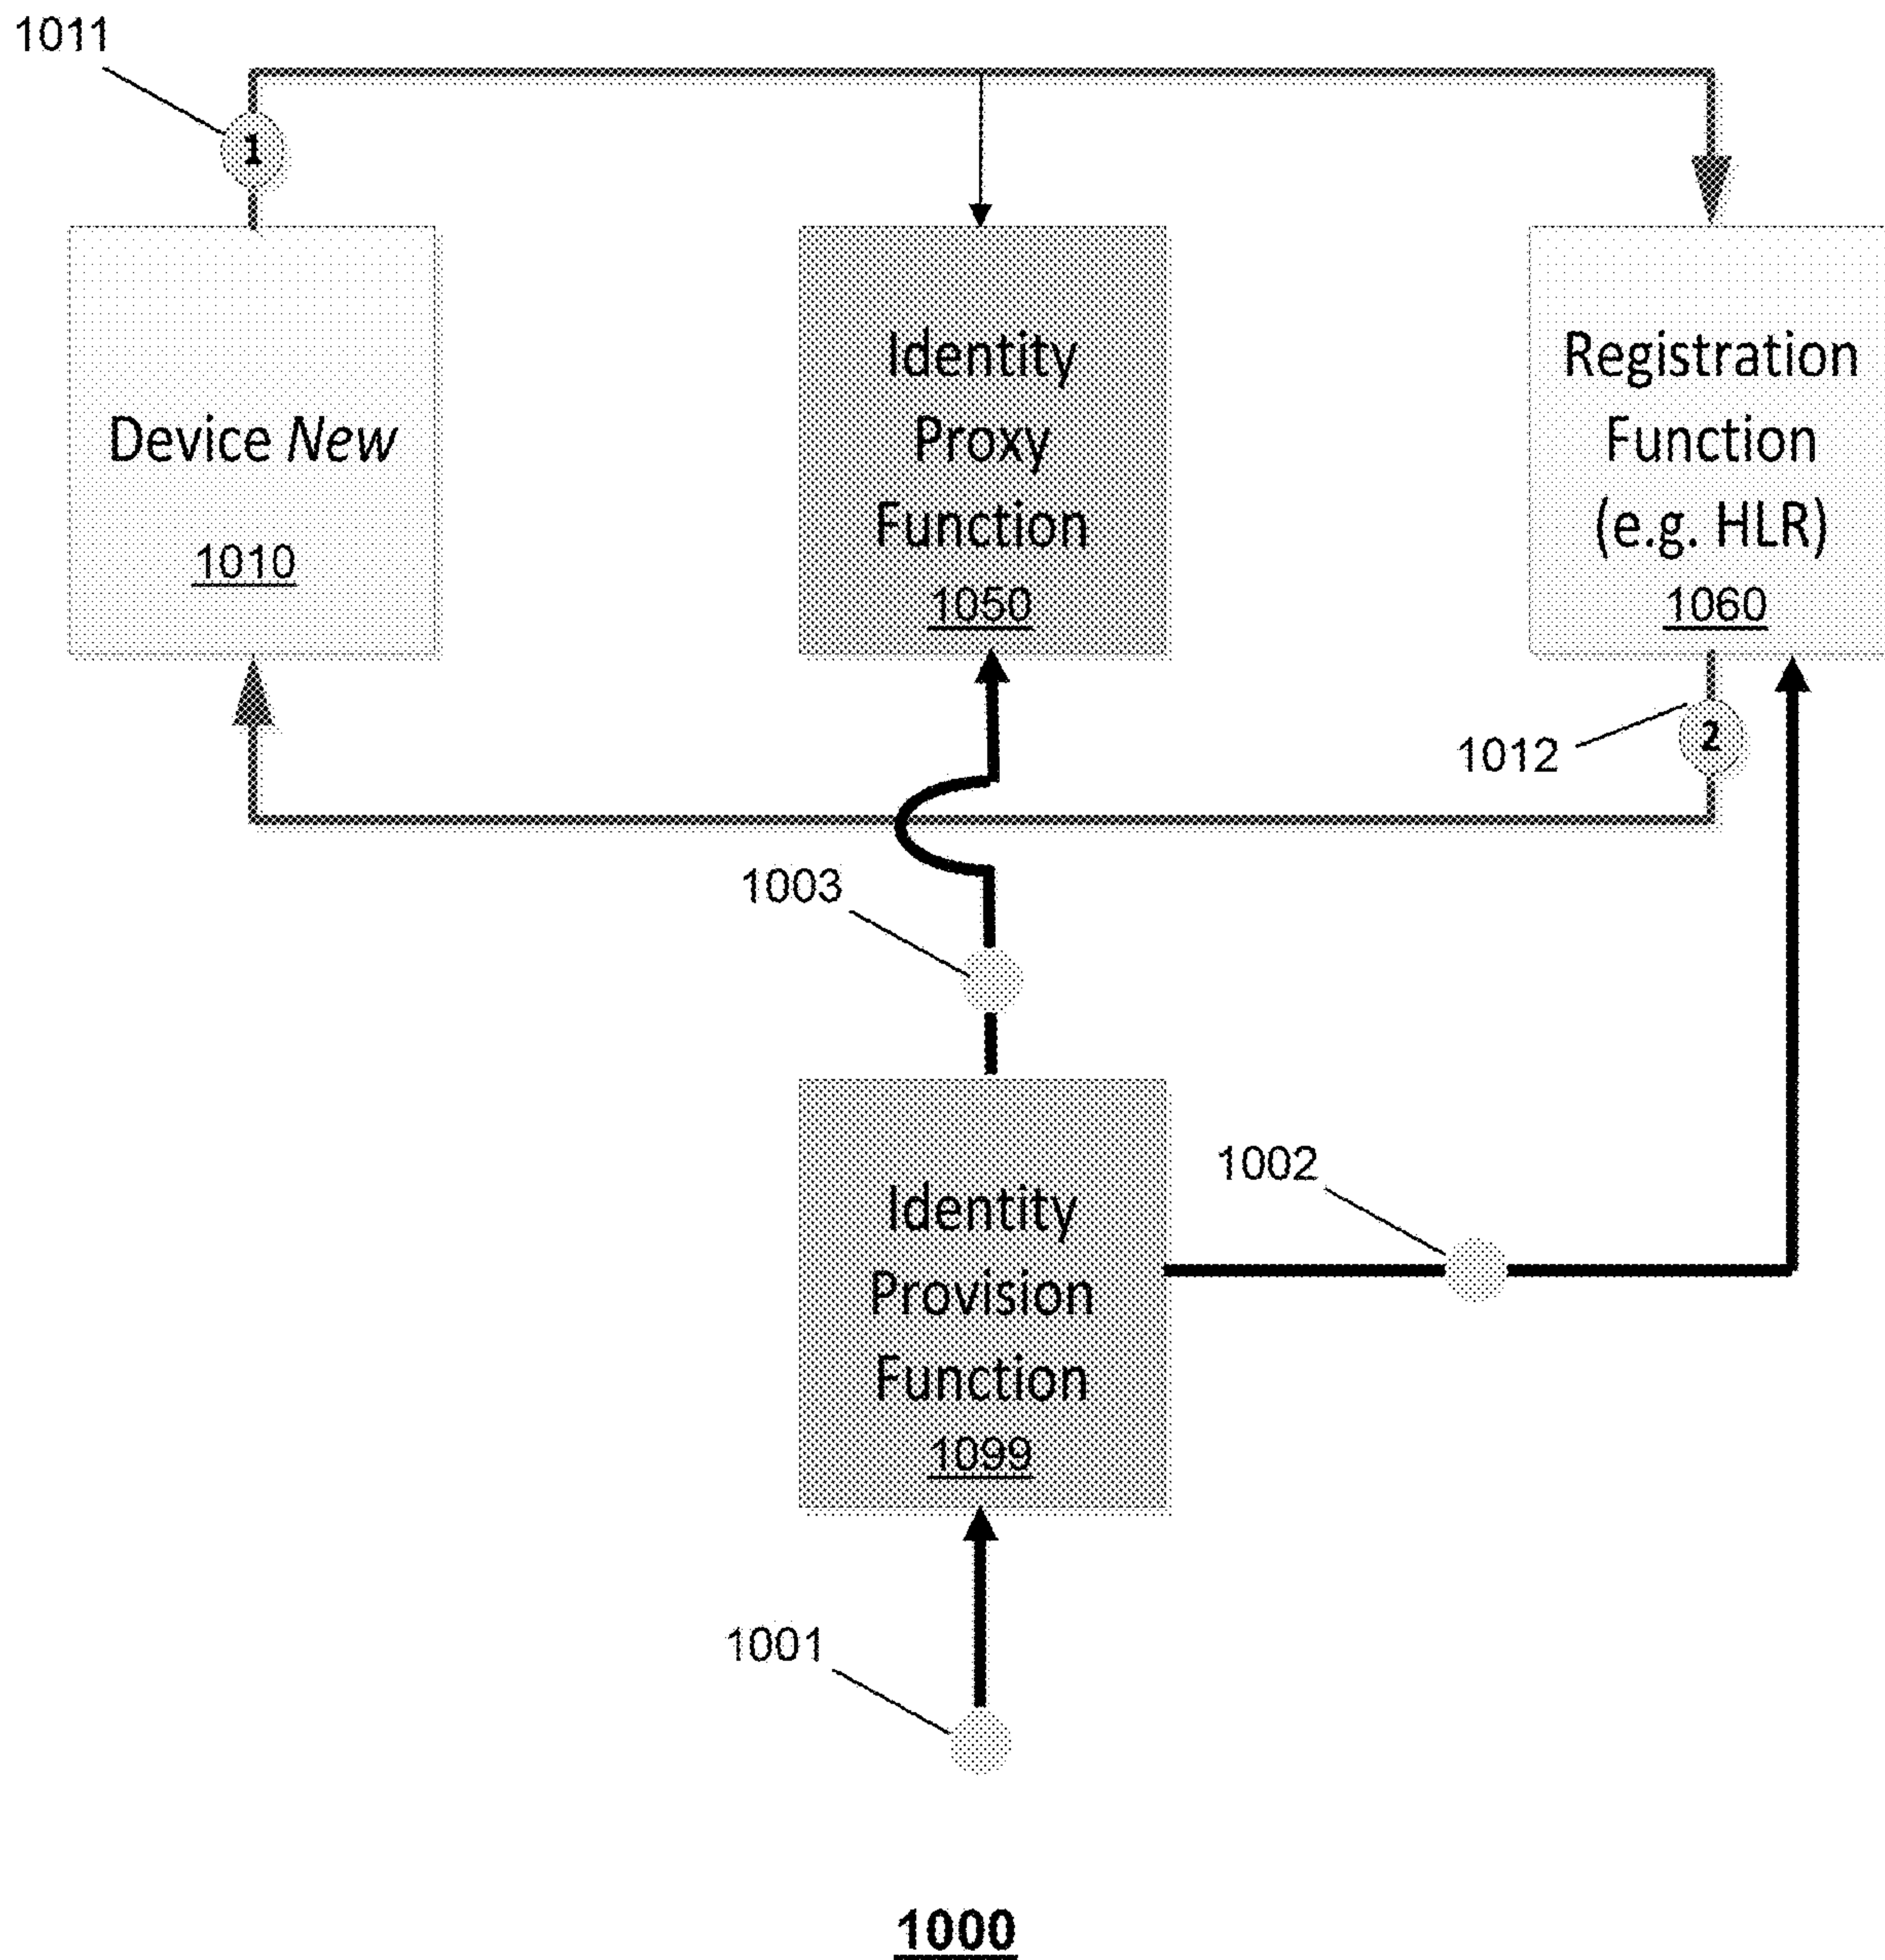 1011
1
Device New
1010
Identity
Proxy
Function
1050
Registration
Function
(e.g. HLR)
1060
1012
2
1003
1002
Identity
Provision
Function
1099
1001
1000